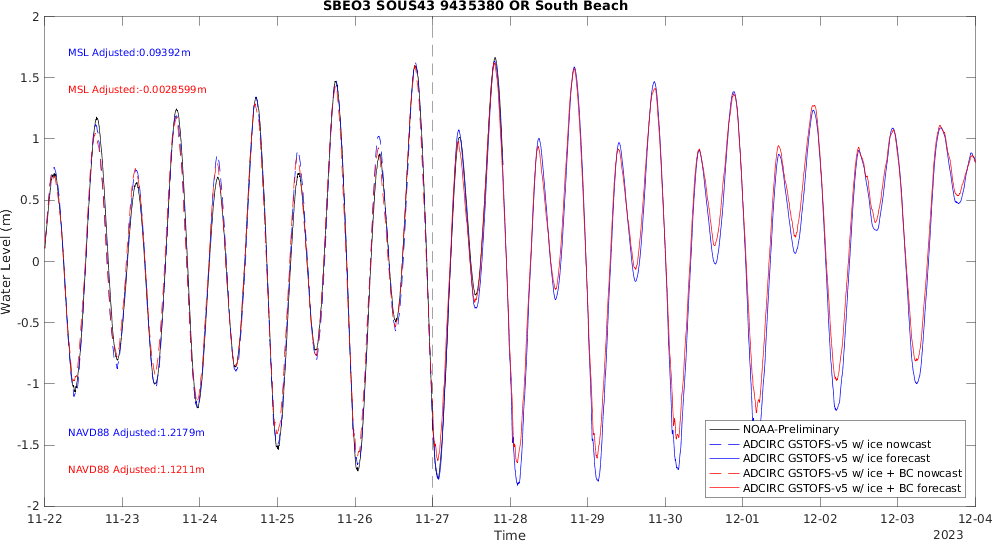 SBEO3 SOUS43 9435380 OR South Beach
2
1.5
1
0.5
0
-0.5
-1
-1.5
-2
Water Level (m)
MSL Adjusted:0.09392m
MSL Adjusted:-0.0028599m
NAVD88 Adjusted:1.2179m
NAVD88 Adjusted:1.1211m
NOAA-Preliminary
ADCIRC GSTOFS-v5 w/ ice nowcast
ADCIRC GSTOFS-v5 w/ ice forecast
ADCIRC GSTOFS-v5 w/ ice + BC nowcast
ADCIRC GSTOFS-v5 w/ ice + BC forecast
11-22 11-23 11-24 11-25 11-26 11-27 11-28 11-29 11-30 12-01 12-02 12-03 12-04
Time
2023